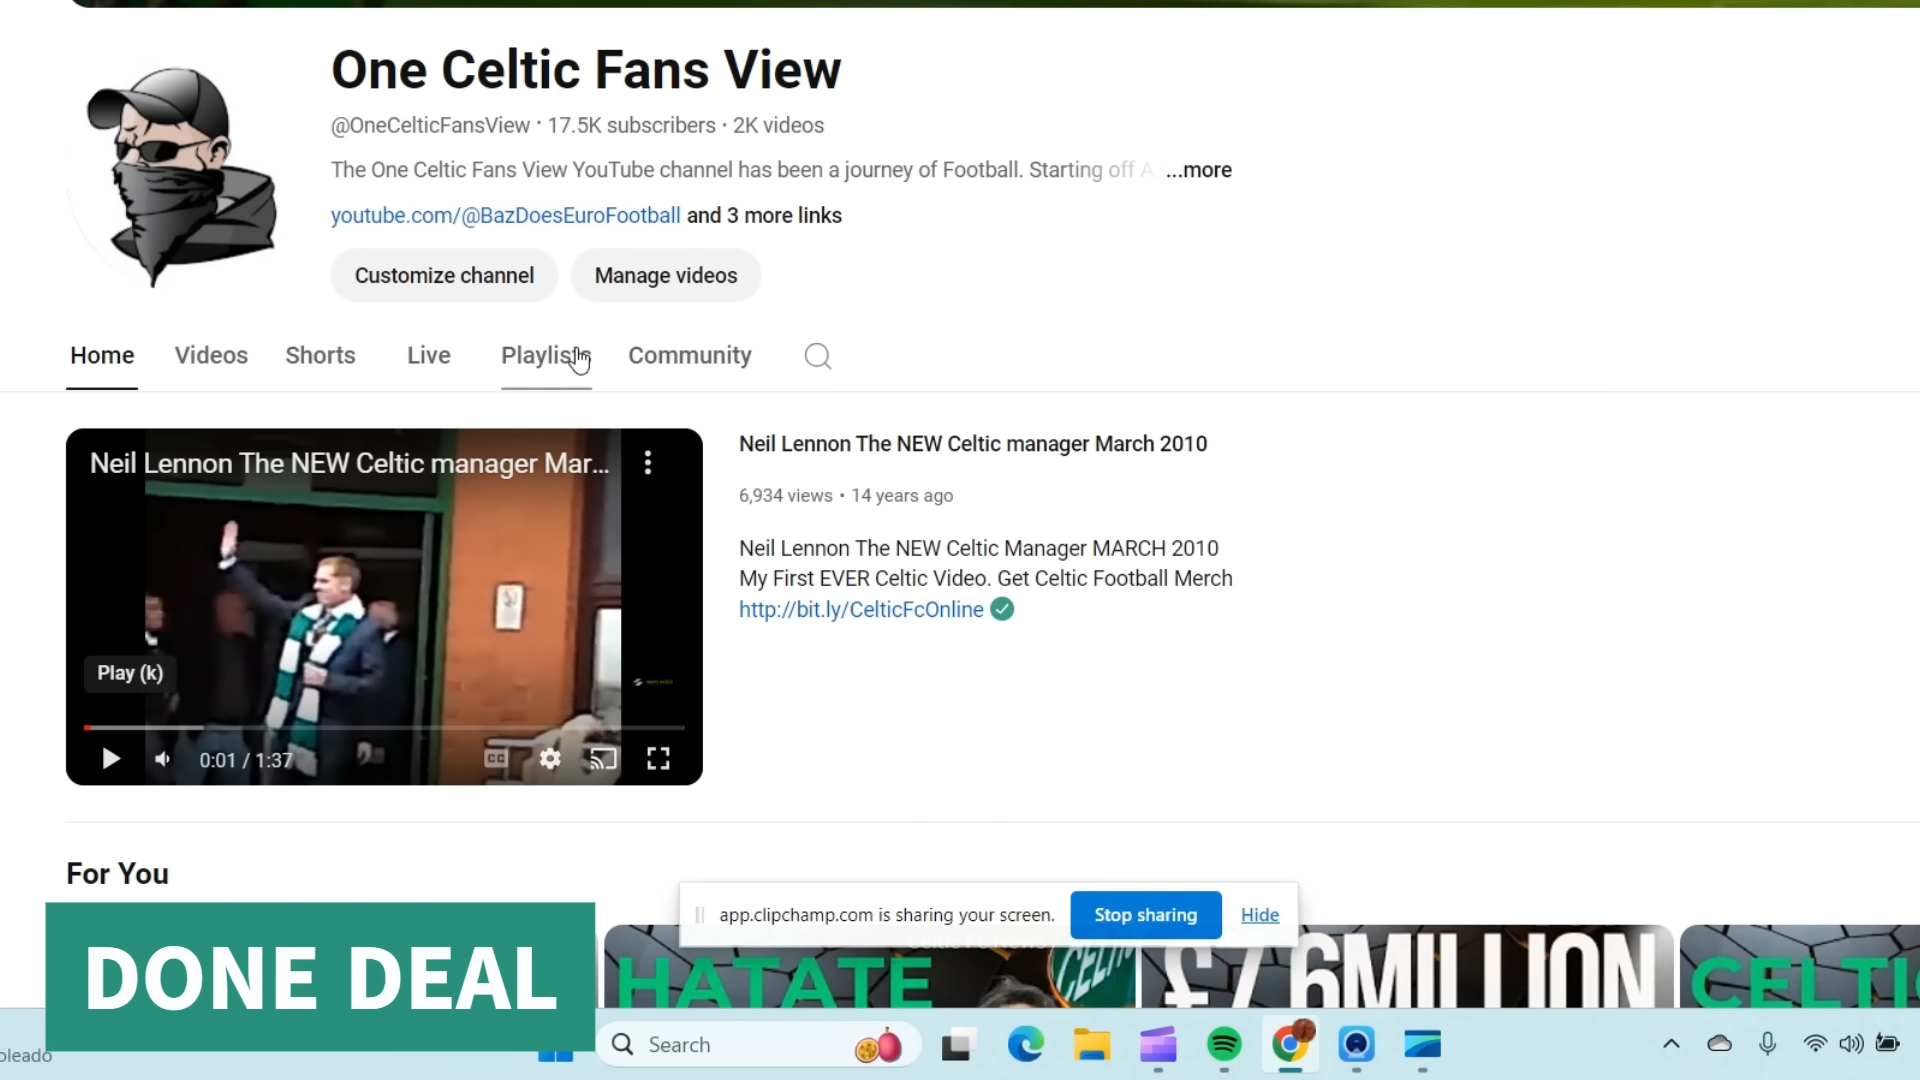 One Celtic Fans View
@OneCelticFansView · 17.5K subscribers · 2K videos
The One Celtic Fans View YouTube channel has been a journey of Football. Starting off A ...more
youtube.com/@BazDoesEuroFootball and 3 more links
Customize channel
Manage videos
Home
Videos
Shorts
Live
Playlists
Community
Neil Lennon The NEW Celtic manager Mar...
Play (k)
0:01 / 1:37
CC
Neil Lennon The NEW Celtic manager March 2010
6,934 views • 14 years ago
Neil Lennon The NEW Celtic Manager MARCH 2010
My First EVER Celtic Video. Get Celtic Football Merch
http://bit.ly/CelticFcOnline
For You
app.clipchamp.com is sharing your screen.
Stop sharing
Hide
DONE DEAL
HATATE
£7.6MILLION
CELTI
oleado
Search